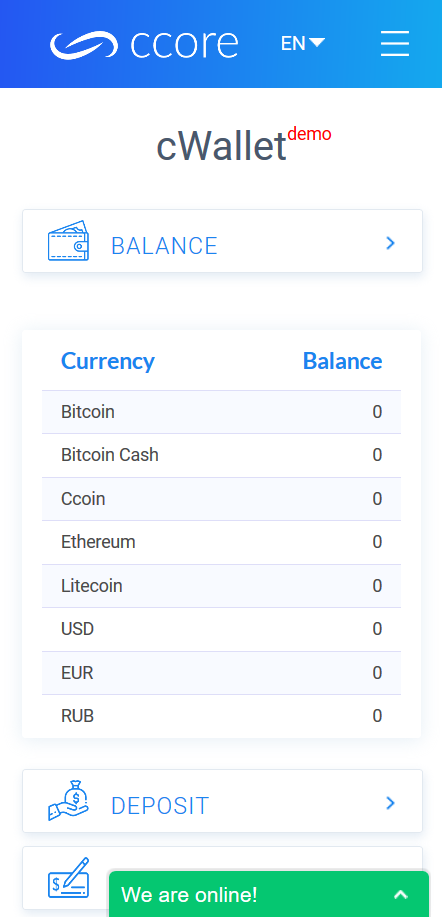 ccore EN
cWallet demo
BALANCE
Currency Balance
Bitcoin 0
Bitcoin Cash 0
Ccoin 0
Ethereum 0
Litecoin 0
USD 0
EUR 0
RUB 0
$
DEPOSIT
$
We are online!